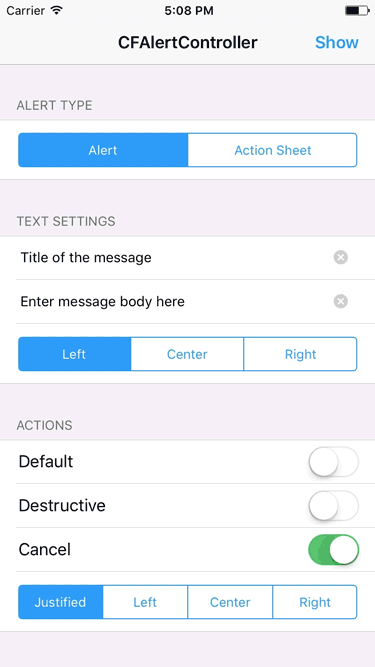 Carrier 5:08 PM
CFAlertController Show
ALERT TYPE
Alert Action Sheet
TEXT SETTINGS
Title of the message
Enter message body here
Left Center Right
ACTIONS
Default
Destructive
Cancel
Justified Left Center Right